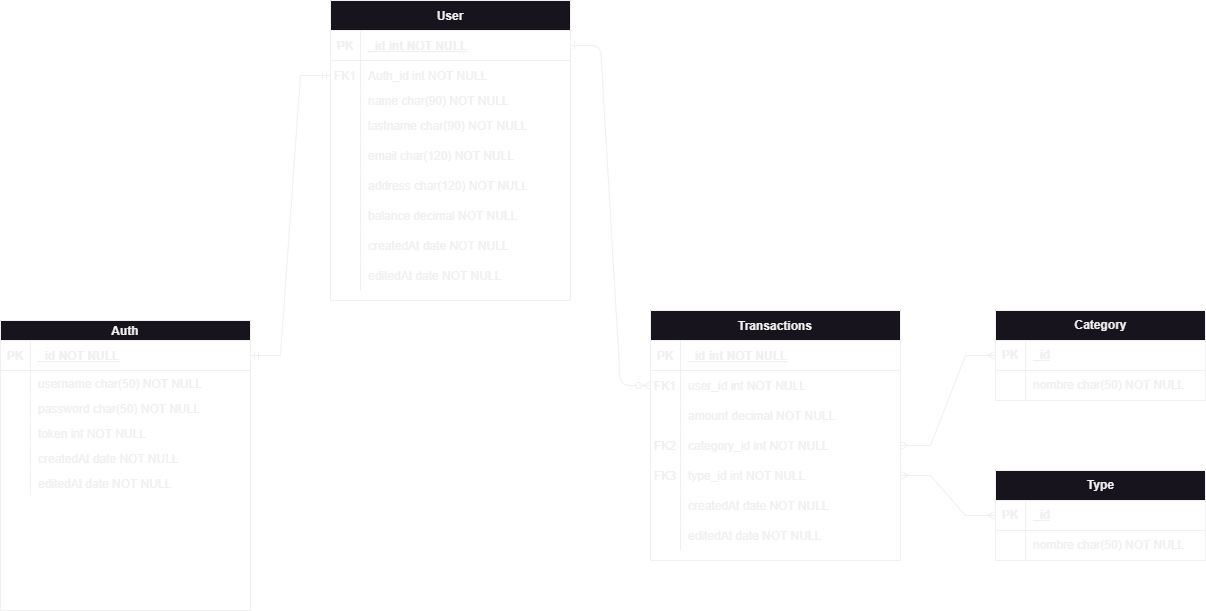 User
PK _id int NOT NULL
FK1 Auth_id int NOT NULL
name char(90) NOT NULL
lastname char(90) NOT NULL
email char(120) NOT NULL
address char(120) NOT NULL
balance decimal NOT NULL
createdAt date NOT NULL
editedAt date NOT NULL
Auth
PK _id NOT NULL
username char(50) NOT NULL
password char(50) NOT NULL
token int NOT NULL
createdAt date NOT NULL
editedAt date NOT NULL
Transactions
PK _id int NOT NULL
FK1 user_id int NOT NULL
amount decimal NOT NULL
FK2 category_id int NOT NULL
FK3 type_id int NOT NULL
createdAt date NOT NULL
editedAt date NOT NULL
Category
PK _id
nombre char(50) NOT NULL
Type
PK _id
nombre char(50) NOT NULL